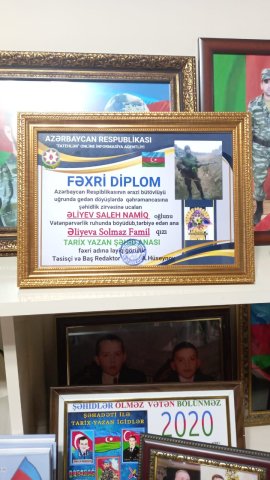 AZƏRBAYCAN RESPUBLİKASI
"FATEHLƏR" ONLİNE İNFORMASİYA AGENTLİYİ
FƏXRİ DİPLOM
Azərbaycan Respiblikasının ərazi bütövlüyü
uğrunda gedən döyüşlərdə qəhrəmancasına
şəhidlik zirvəsinə ucalan
ƏLİYEV SALEH NAMİQ oğlunu
Vətənpərvərlik ruhunda böyüdüb,tərbiyə edən ana
Əliyeva Solmaz Famil qızı
TARİX YAZAN ŞƏHİD ANASI
fəxri adına layiq görülür
Təsisçi və Baş Redaktor A.Hüseynov
ŞƏHİDLƏR ÖLMƏZ VƏTƏN BÖLÜNMƏZ
ŞƏHADƏTİ İLƏ
TARİX YAZAN İGİDLƏR
2020